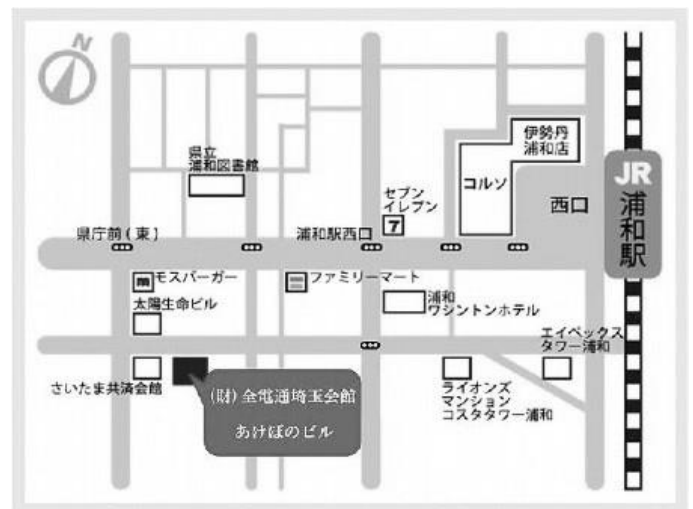 N
伊勢丹
浦和店
県立
浦和図書館
コルソ
JR
浦和駅
セブン
イレブン
7
西口
県庁前(東)
浦和駅西口
m
モスバーガー
ファミリーマート
太陽生命ビル
浦和
ワシントンホテル
エイペックス
タワー浦和
さいたま共済会館
(財)全電通埼玉会館
あけぼのビル
ライオンズ
マンション
コスタタワー浦和